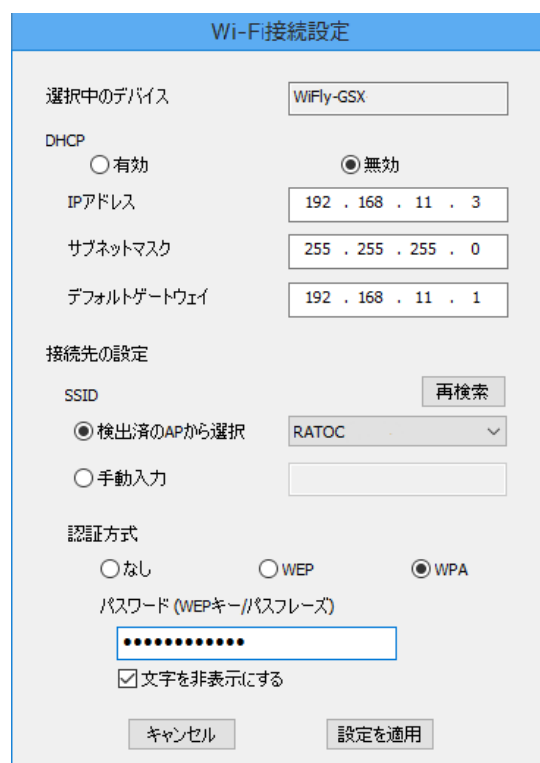 Wi-Fi接続設定
選択中のデバイス WiFly-GSX
DHCP
有効 無効
IPアドレス 192 . 168 . 11 . 3
サブネットマスク 255 . 255 . 255 . 0
デフォルトゲートウェイ 192 . 168 . 11 . 1
接続先の設定
SSID 再検索
検出済のAPから選択 RATOC
手動入力
認証方式
なし WEP WPA
パスワード (WEPキー/パスフレーズ)
●●●●●●●●●●●●
文字を非表示にする
キャンセル 設定を適用